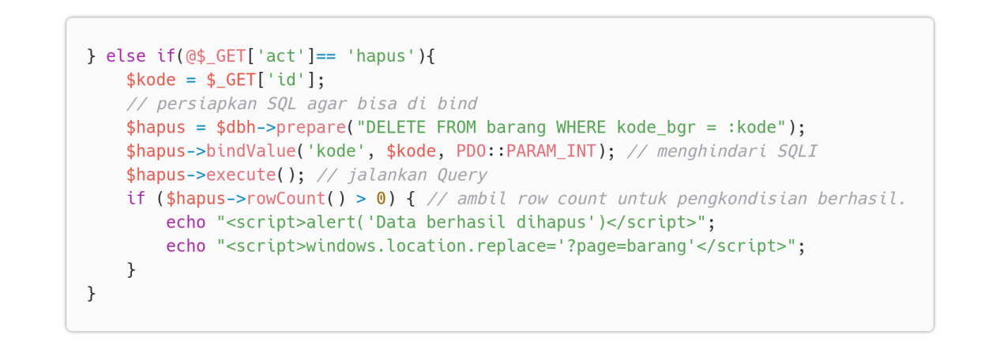 } else if(@$_GET['act']== 'hapus'){
    $kode = $_GET['id'];
    // persiapkan SQL agar bisa di bind
    $hapus = $dbh->prepare("DELETE FROM barang WHERE kode_bgr = :kode");
    $hapus->bindValue('kode', $kode, PDO::PARAM_INT); // menghindari SQLI
    $hapus->execute(); // jalankan Query
    if ($hapus->rowCount() > 0) { // ambil row count untuk pengkondisian berhasil.
        echo "<script>alert('Data berhasil dihapus')</script>";
        echo "<script>windows.location.replace='?page=barang'</script>";
    }
}